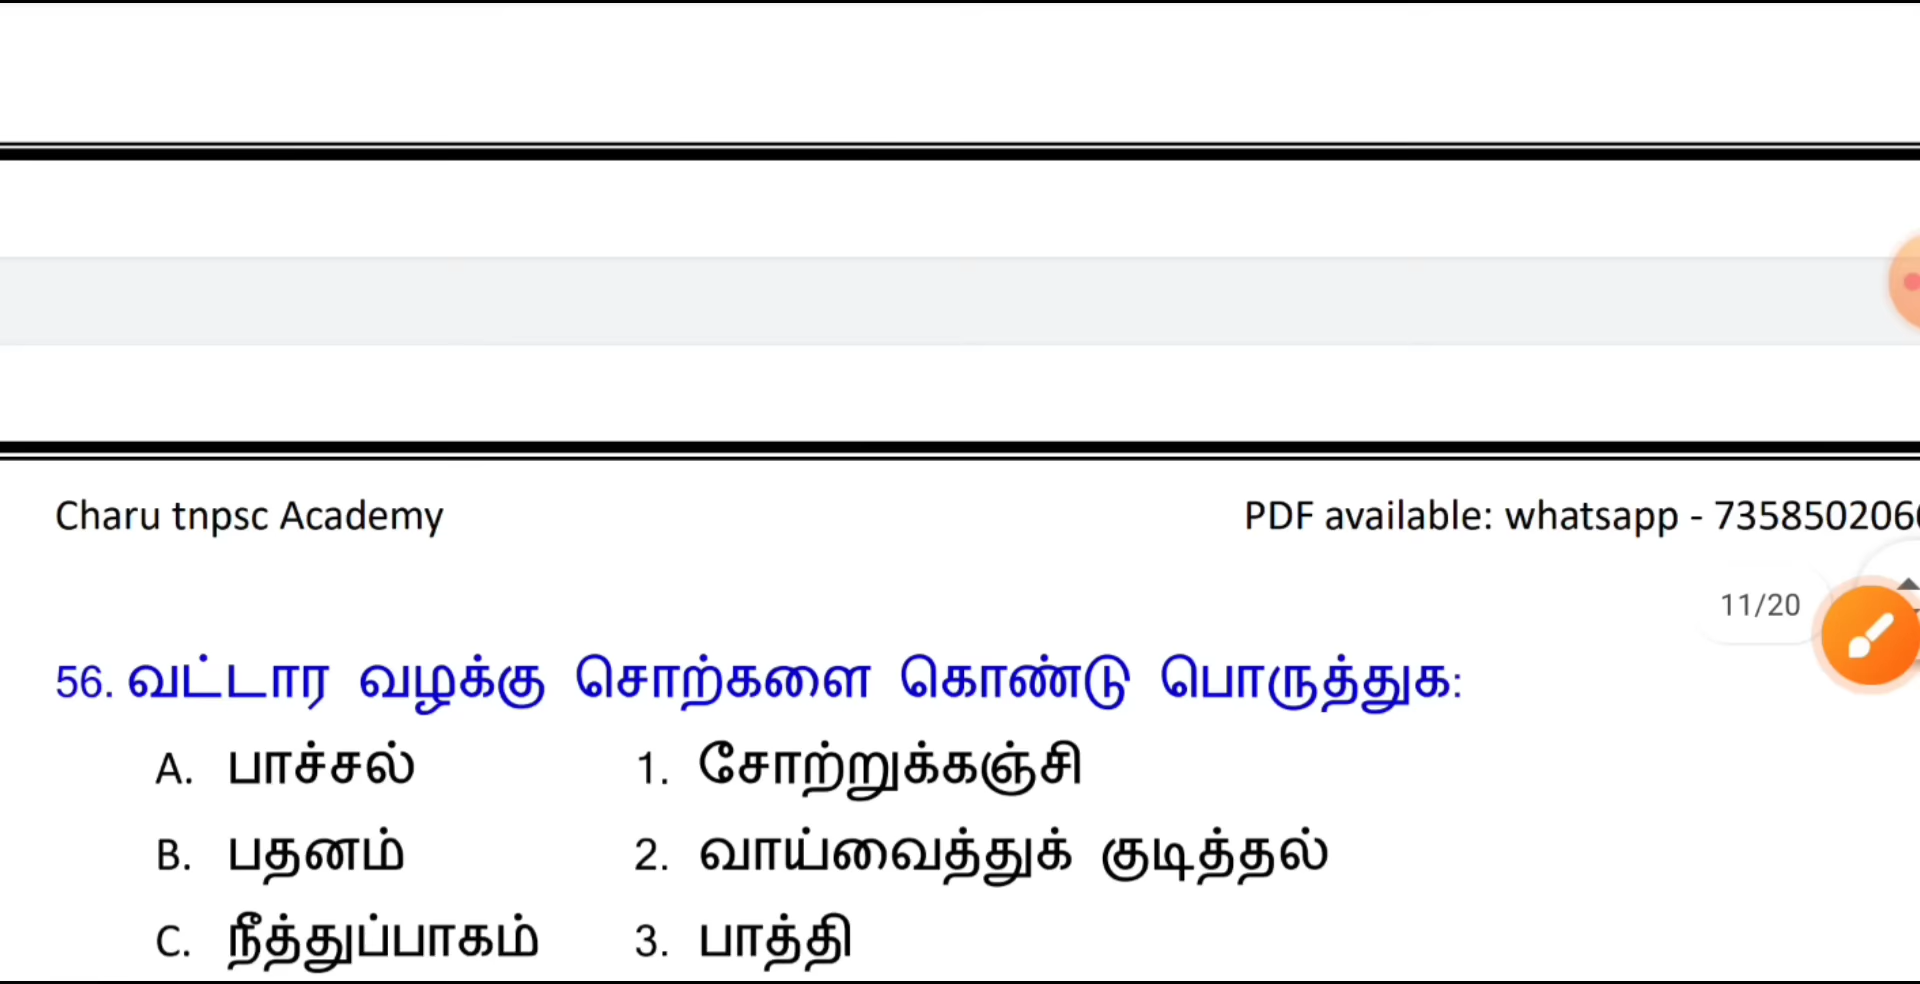 Charu tnpsc Academy
PDF available: whatsapp - 735850206
11/20
56. வட்டார வழக்கு சொற்களை கொண்டு பொருத்துக:
A. பாச்சல் 1. சோற்றுக்கஞ்சி
B. பதனம் 2. வாய்வைத்துக் குடித்தல்
C. நீத்துப்பாகம் 3. பாத்தி